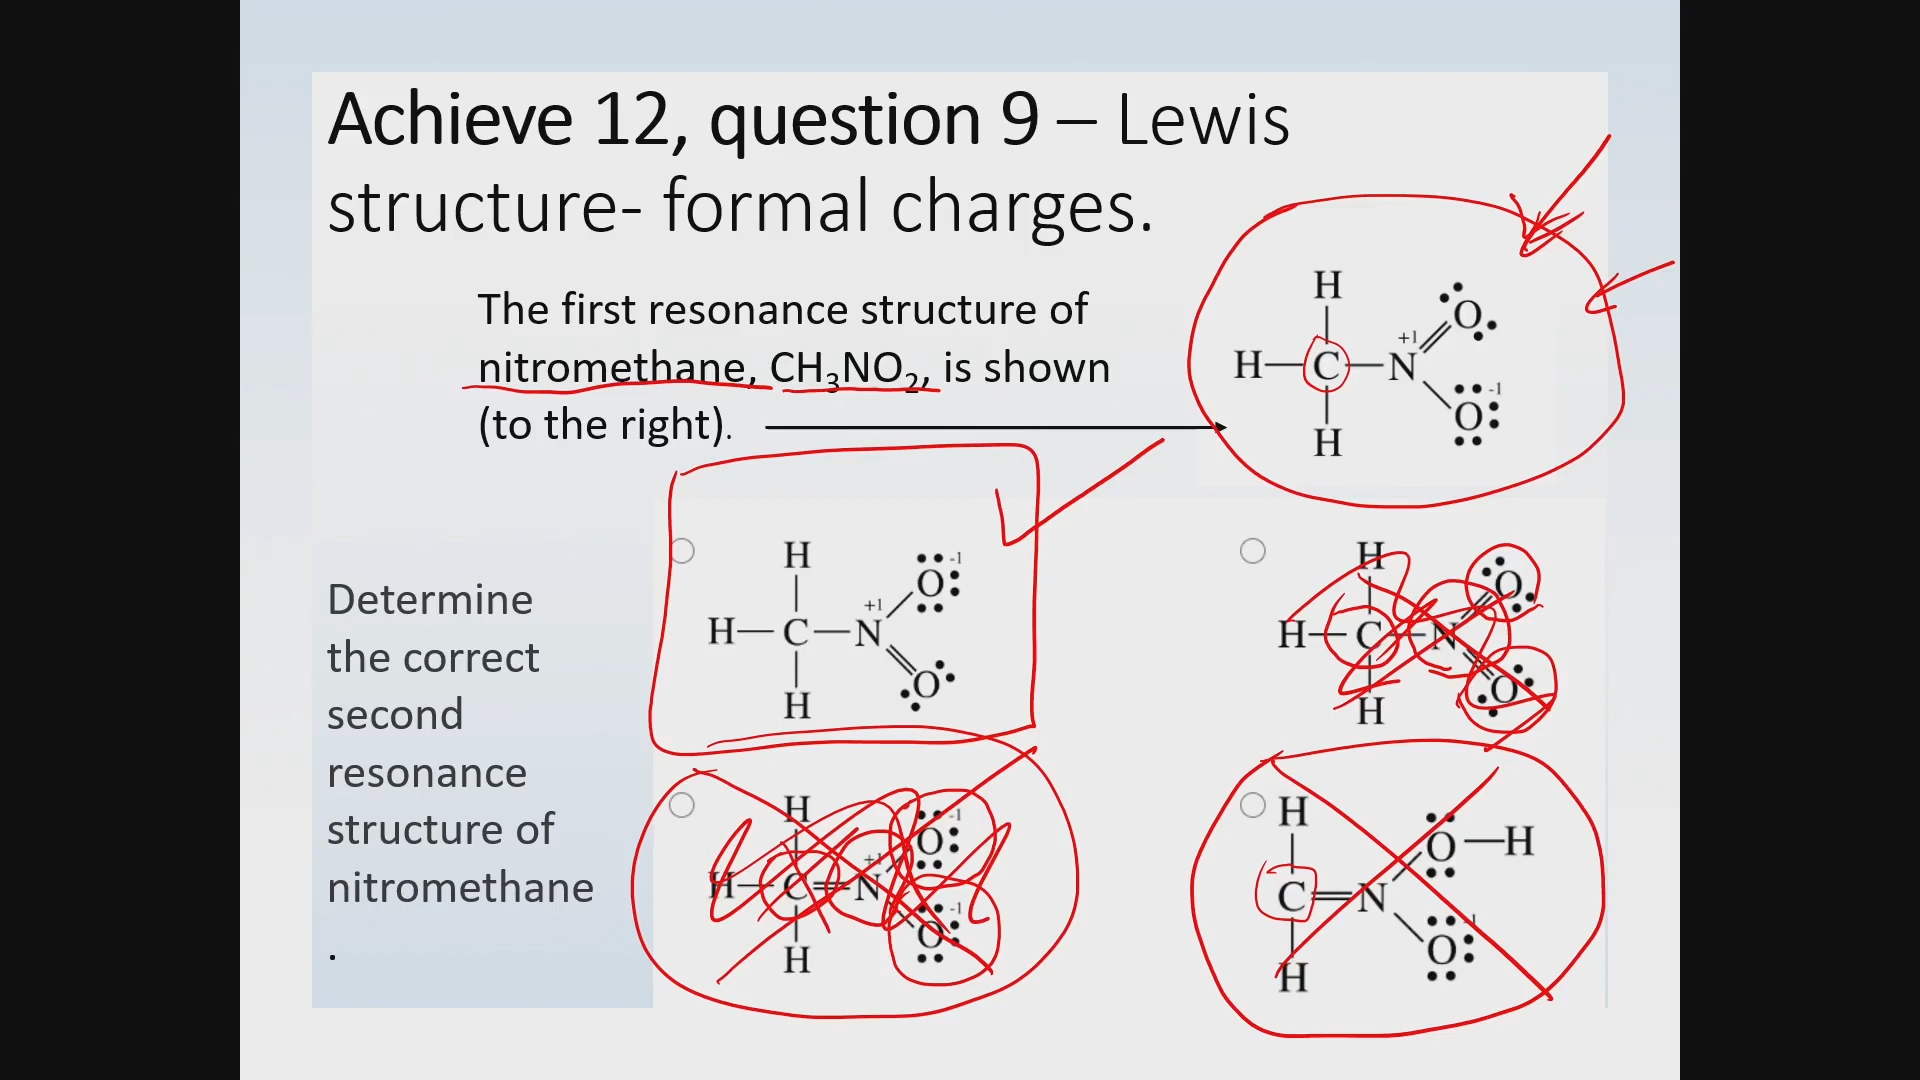 Achieve 12, question 9 – Lewis
structure- formal charges.
The first resonance structure of
nitromethane, CH₃NO₂, is shown
(to the right).
H
H—C—N
+1
O
O
-1
H
Determine
the correct
second
resonance
structure of
nitromethane
.
H
H—C—N
+1
O
-1
O
H
H
H—C—N
O
O
H
H
H—C=N
+1
O
-1
O
-1
H
H
C=N
O—H
O
-1
H